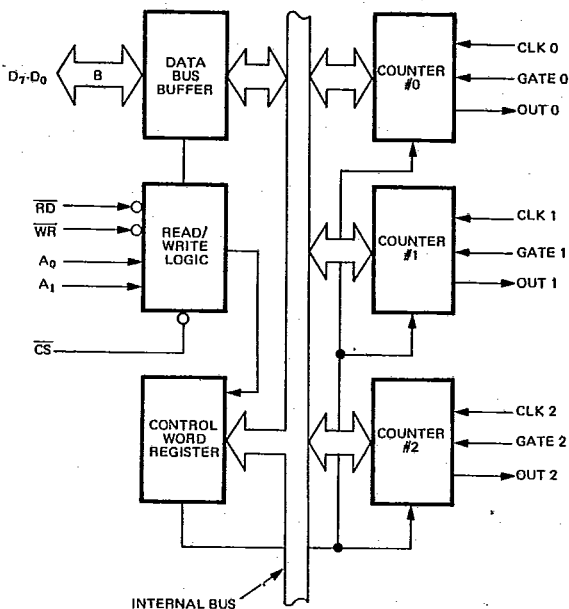 D7-D0
B
DATA
BUS
BUFFER
COUNTER
#0
CLK 0
GATE 0
OUT 0
RD
WR
A0
A1
CS
READ/
WRITE
LOGIC
COUNTER
#1
CLK 1
GATE 1
OUT 1
CONTROL
WORD
REGISTER
COUNTER
#2
CLK 2
GATE 2
OUT 2
INTERNAL BUS